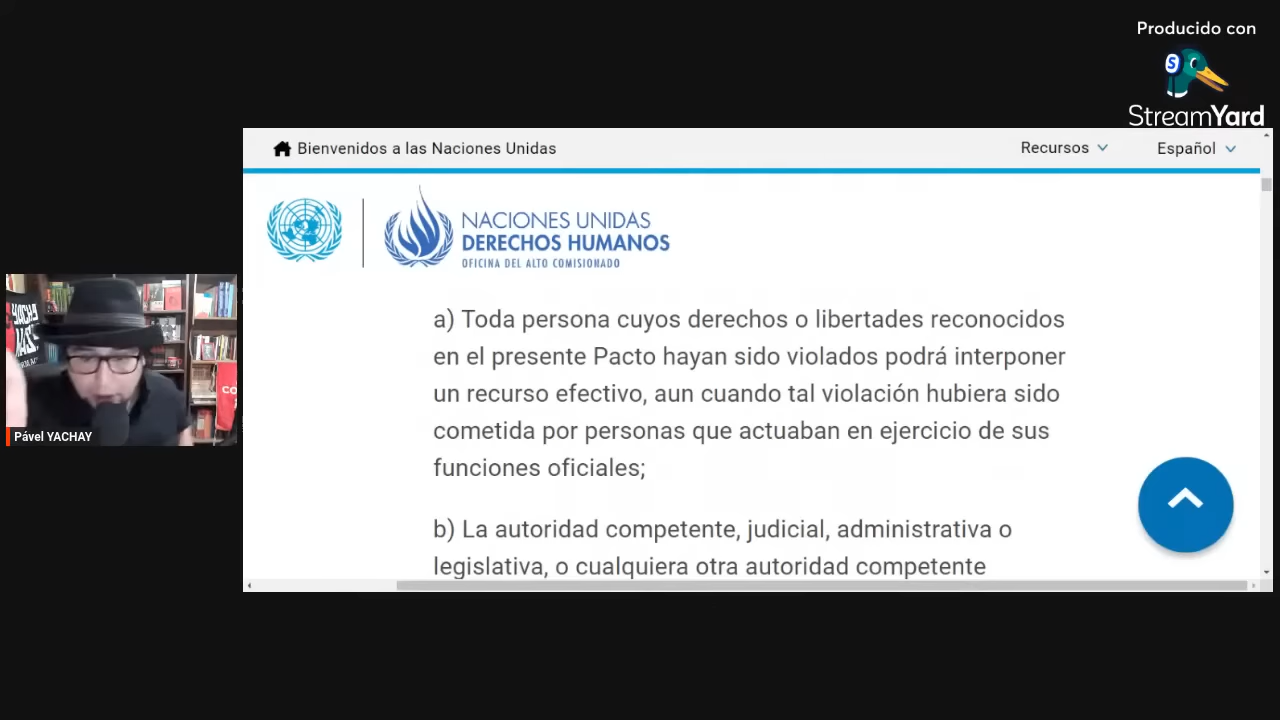 Producido con
StreamYard
Bienvenidos a las Naciones Unidas
Recursos
Español
NACIONES UNIDAS
DERECHOS HUMANOS
OFICINA DEL ALTO COMISIONADO
a) Toda persona cuyos derechos o libertades reconocidos
en el presente Pacto hayan sido violados podrá interponer
un recurso efectivo, aun cuando tal violación hubiera sido
cometida por personas que actuaban en ejercicio de sus
funciones oficiales;
b) La autoridad competente, judicial, administrativa o
legislativa, o cualquiera otra autoridad competente
Pável YACHAY